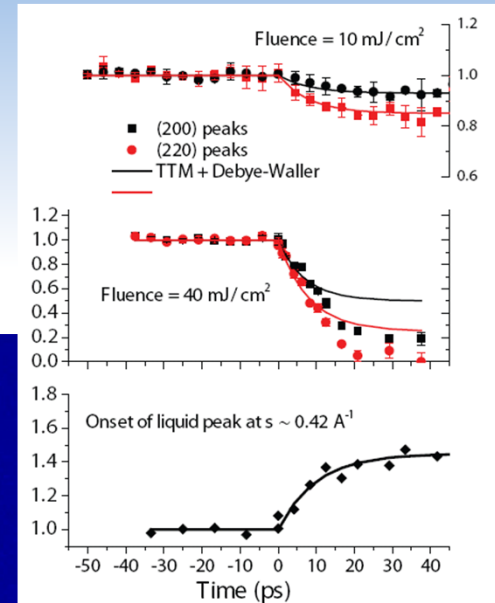 Fluence = 10 mJ/cm²
1.2
1.0
0.8
0.6
(200) peaks
(220) peaks
TTM + Debye-Waller
1.2
1.0
0.8
0.6
0.4
0.2
0.0
Fluence = 40 mJ/cm²
1.8
1.6
1.4
1.2
1.0
Onset of liquid peak at s ~ 0.42 A⁻¹
-50 -40 -30 -20 -10 0 10 20 30 40
Time (ps)